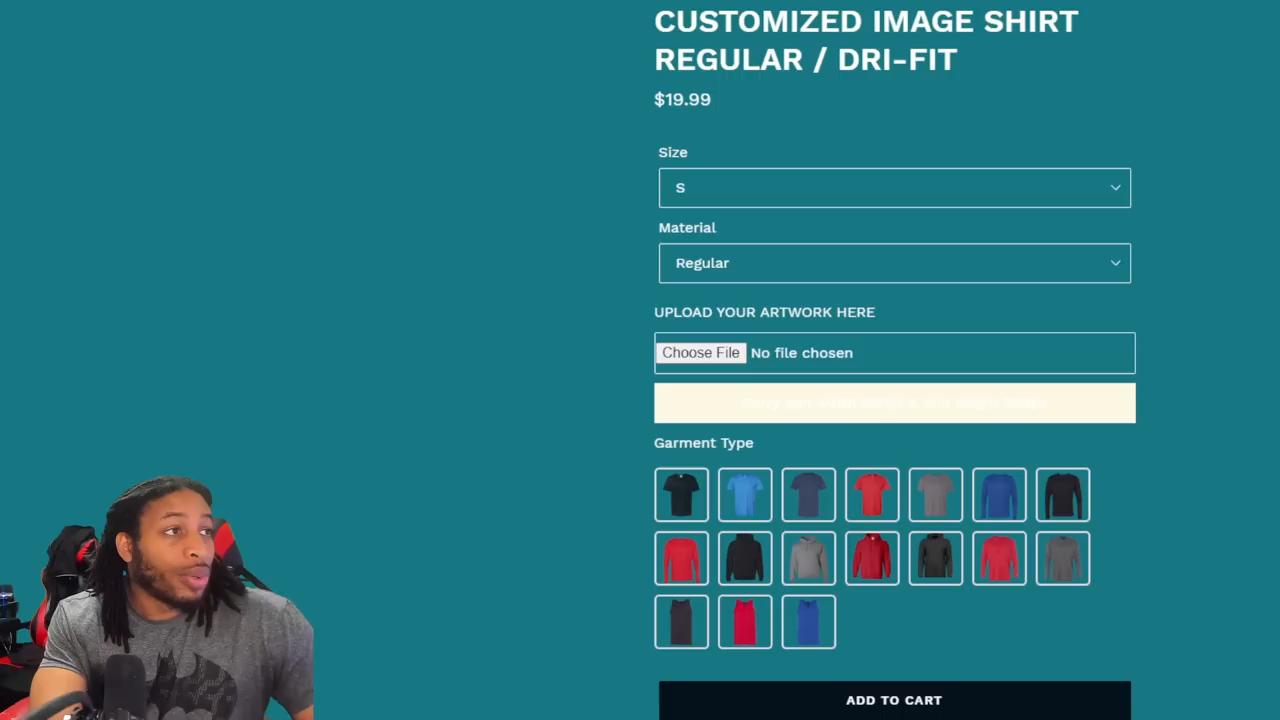 CUSTOMIZED IMAGE SHIRT
REGULAR / DRI-FIT
$19.99
Size
S
Material
Regular
UPLOAD YOUR ARTWORK HERE
Choose File No file chosen
Garment Type
ADD TO CART